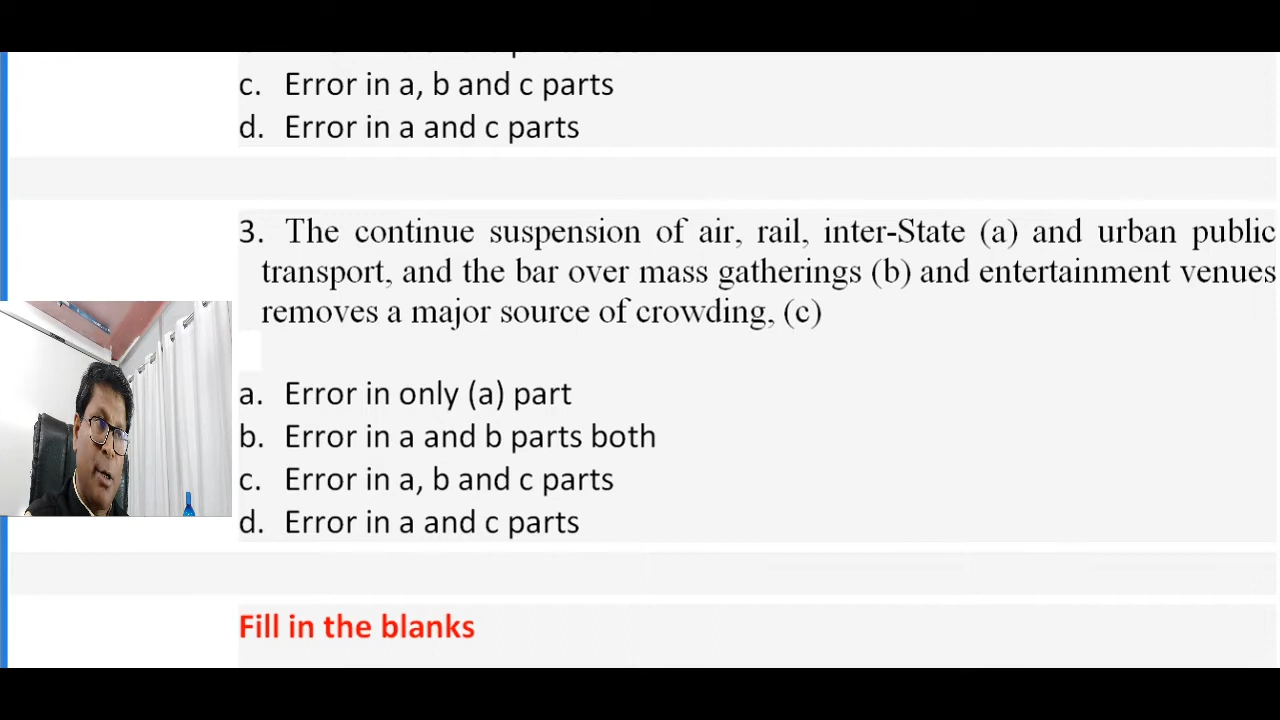 c. Error in a, b and c parts
d. Error in a and c parts
3. The continue suspension of air, rail, inter-State (a) and urban public
transport, and the bar over mass gatherings (b) and entertainment venues
removes a major source of crowding, (c)
a. Error in only (a) part
b. Error in a and b parts both
c. Error in a, b and c parts
d. Error in a and c parts
Fill in the blanks